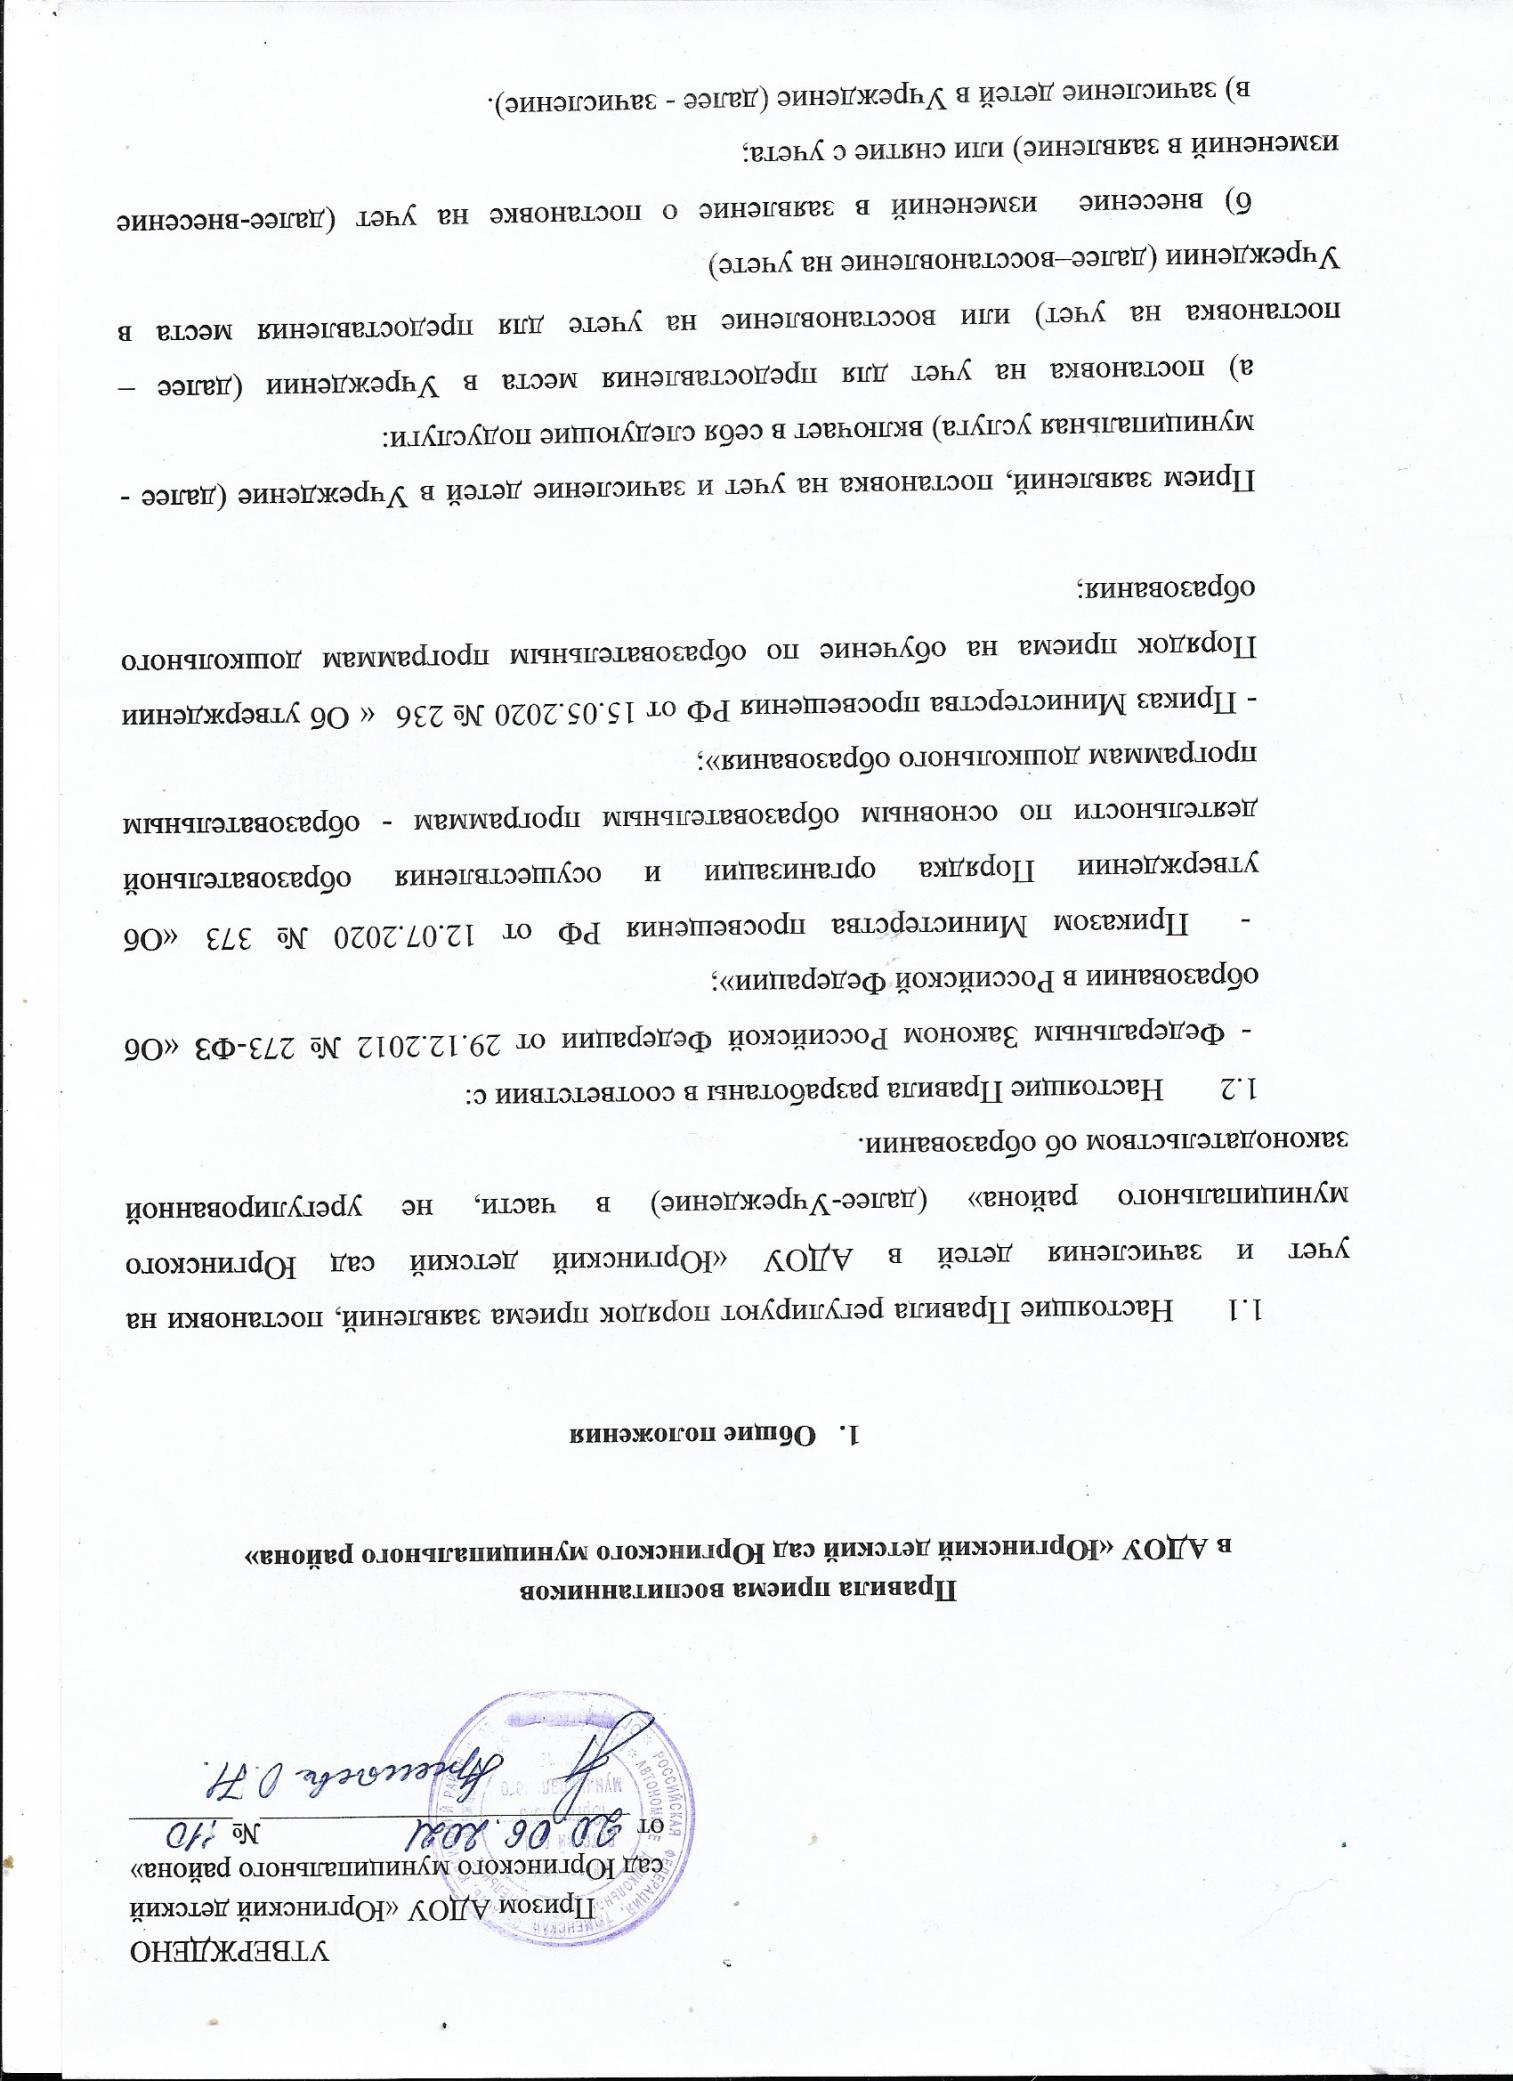 УТВЕРЖДЕНО
Призом АДОУ «Юргинский детский
сад Юргинского муниципального района»
от 20.06.2021 № 110
О.Н.
РОССИЙСКАЯ ФЕДЕРАЦИЯ, ТЮМЕНСКАЯ
АВТОНОМНОЕ ДОШКОЛЬНОЕ
Правила приема воспитанников
в АДОУ «Юргинский детский сад Юргинского муниципального района»
1. Общие положения
1.1 Настоящие Правила регулируют порядок приема заявлений, постановки на
учет и зачисления детей в АДОУ «Юргинский детский сад Юргинского
муниципального района» (далее-Учреждение) в части, не урегулированной
законодательством об образовании.
1.2 Настоящие Правила разработаны в соответствии с:
- Федеральным Законом Российской Федерации от 29.12.2012 № 273-ФЗ «Об
образовании в Российской Федерации»;
- Приказом Министерства просвещения РФ от 12.07.2020 № 373 «Об
утверждении Порядка организации и осуществления образовательной
деятельности по основным образовательным программам - образовательным
программам дошкольного образования»;
- Приказ Министерства просвещения РФ от 15.05.2020 № 236 « Об утверждении
Порядок приема на обучение по образовательным программам дошкольного
образования;
Прием заявлений, постановка на учет и зачисление детей в Учреждение (далее -
муниципальная услуга) включает в себя следующие подуслуги:
а) постановка на учет для предоставления места в Учреждении (далее –
постановка на учет) или восстановление на учете для предоставления места в
Учреждении (далее–восстановление на учете)
б) внесение изменений в заявление о постановке на учет (далее-внесение
изменений в заявление) или снятие с учета;
в) зачисление детей в Учреждение (далее - зачисление).